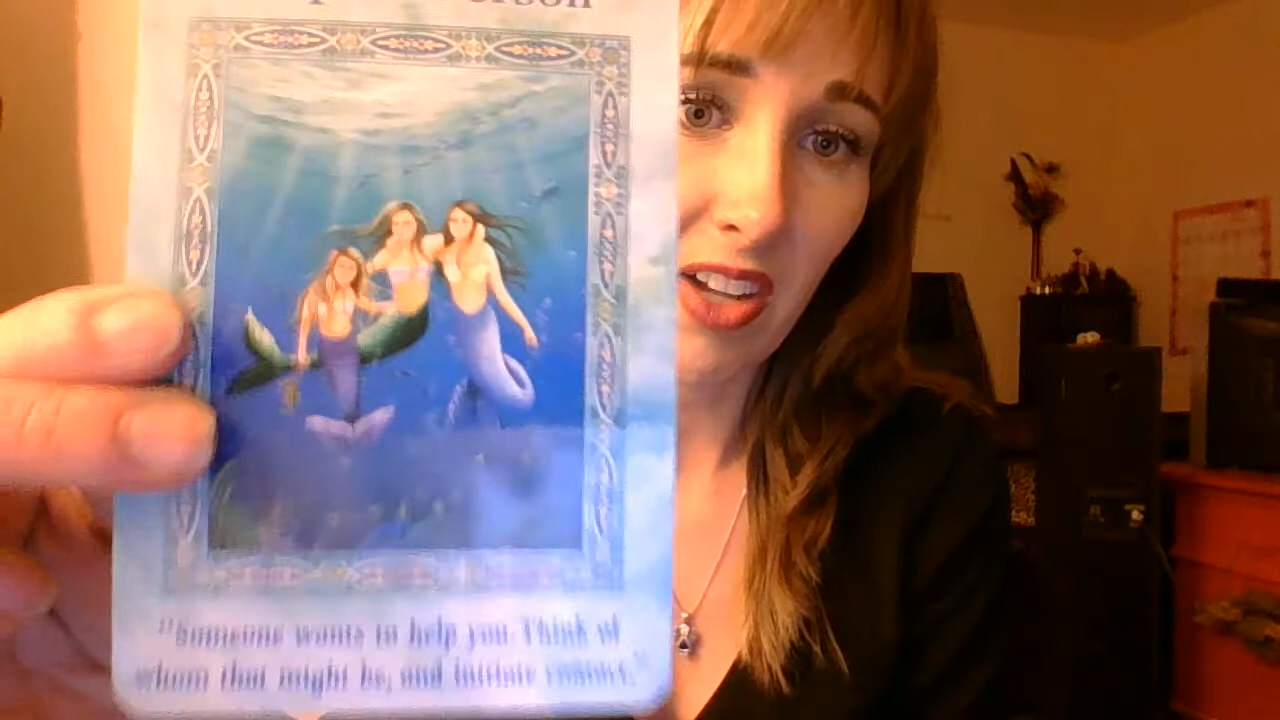 "Someone wants to help you. Think of
whom that might be, and initiate contact."